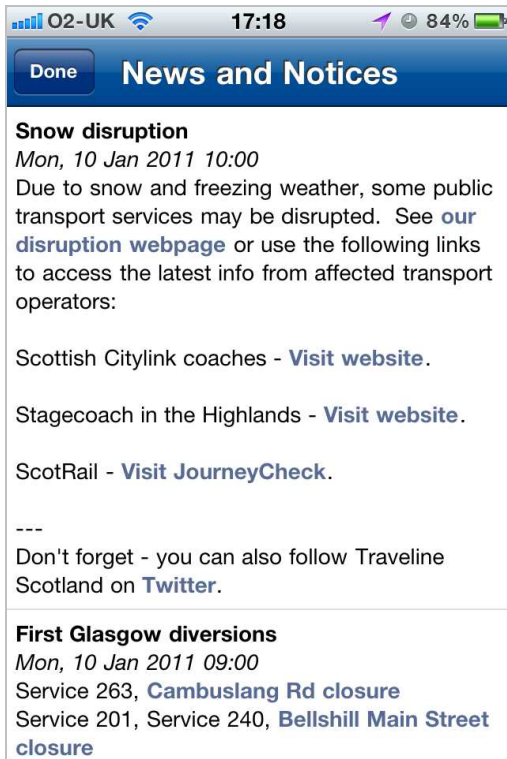 O2-UK 17:18 84%
Done News and Notices
Snow disruption
Mon, 10 Jan 2011 10:00
Due to snow and freezing weather, some public
transport services may be disrupted.  See our
disruption webpage or use the following links
to access the latest info from affected transport
operators:
Scottish Citylink coaches - Visit website.
Stagecoach in the Highlands - Visit website.
ScotRail - Visit JourneyCheck.
---
Don't forget - you can also follow Traveline
Scotland on Twitter.
First Glasgow diversions
Mon, 10 Jan 2011 09:00
Service 263, Cambuslang Rd closure
Service 201, Service 240, Bellshill Main Street
closure